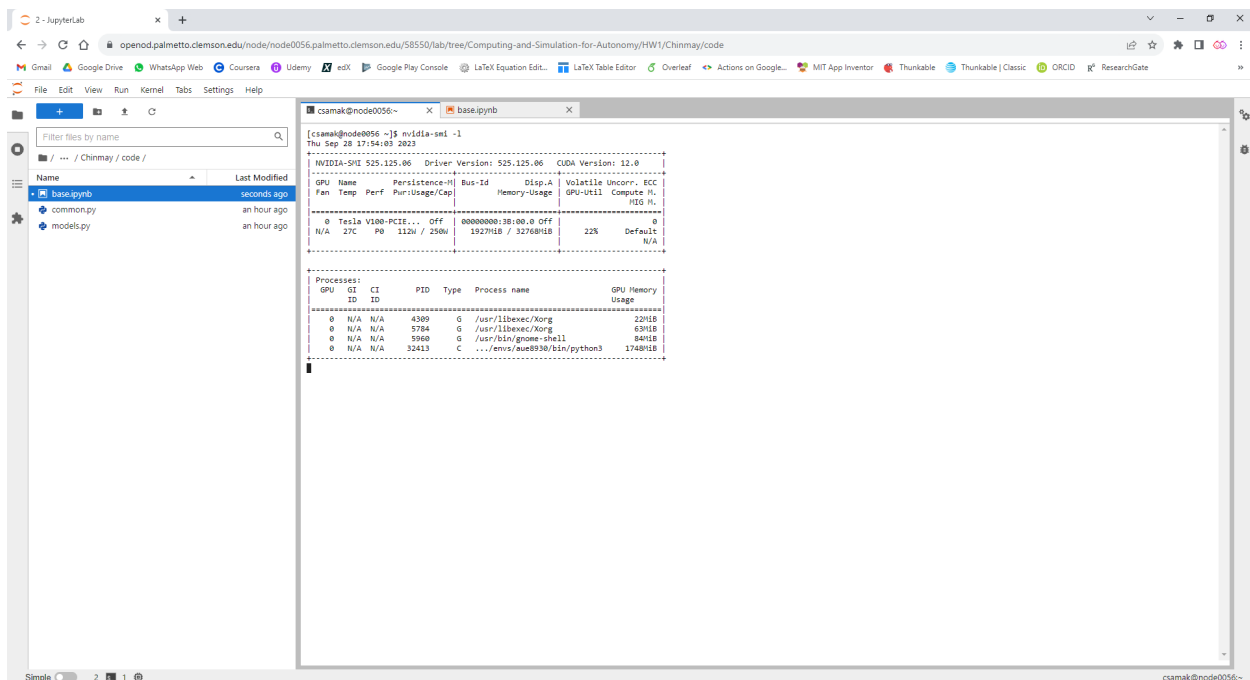 2 - JupyterLab
openod.palmetto.clemson.edu/node/node0056.palmetto.clemson.edu/58550/lab/tree/Computing-and-Simulation-for-Autonomy/HW1/Chinmay/code
Gmail Google Drive WhatsApp Web Coursera Udemy edX Google Play Console LaTeX Equation Edit... LaTeX Table Editor Overleaf Actions on Google... MIT App Inventor Thunkable Thunkable | Classic ORCID ResearchGate »
File Edit View Run Kernel Tabs Settings Help
csamak@node0056:~ base.ipynb
Filter files by name
/ ... / Chinmay / code /
Name Last Modified
base.ipynb seconds ago
common.py an hour ago
models.py an hour ago
[csamak@node0056 ~]$ nvidia-smi -l
Thu Sep 28 17:54:03 2023
+-----------------------------------------------------------------------------+
| NVIDIA-SMI 525.125.06   Driver Version: 525.125.06   CUDA Version: 12.0     |
|-------------------------------+----------------------+----------------------+
| GPU  Name        Persistence-M| Bus-Id        Disp.A | Volatile Uncorr. ECC |
| Fan  Temp  Perf  Pwr:Usage/Cap|         Memory-Usage | GPU-Util  Compute M. |
|                               |                      |               MIG M. |
|===============================+======================+======================|
|   0  Tesla V100-PCIE...  Off  | 00000000:3B:00.0 Off |                    0 |
| N/A   27C    P0   112W / 250W |   1927MiB / 32768MiB |     22%      Default |
|                               |                      |                  N/A |
+-------------------------------+----------------------+----------------------+
+-----------------------------------------------------------------------------+
| Processes:                                                                  |
|  GPU   GI   CI        PID   Type   Process name                  GPU Memory |
|        ID   ID                                                   Usage      |
|=============================================================================|
|    0   N/A  N/A      4309      G   /usr/libexec/Xorg                  22MiB |
|    0   N/A  N/A      5784      G   /usr/libexec/Xorg                  63MiB |
|    0   N/A  N/A      5960      G   /usr/bin/gnome-shell               84MiB |
|    0   N/A  N/A     32413      C   .../envs/aue8930/bin/python3     1748MiB |
+-----------------------------------------------------------------------------+
Simple 2 1 csamak@node0056:~